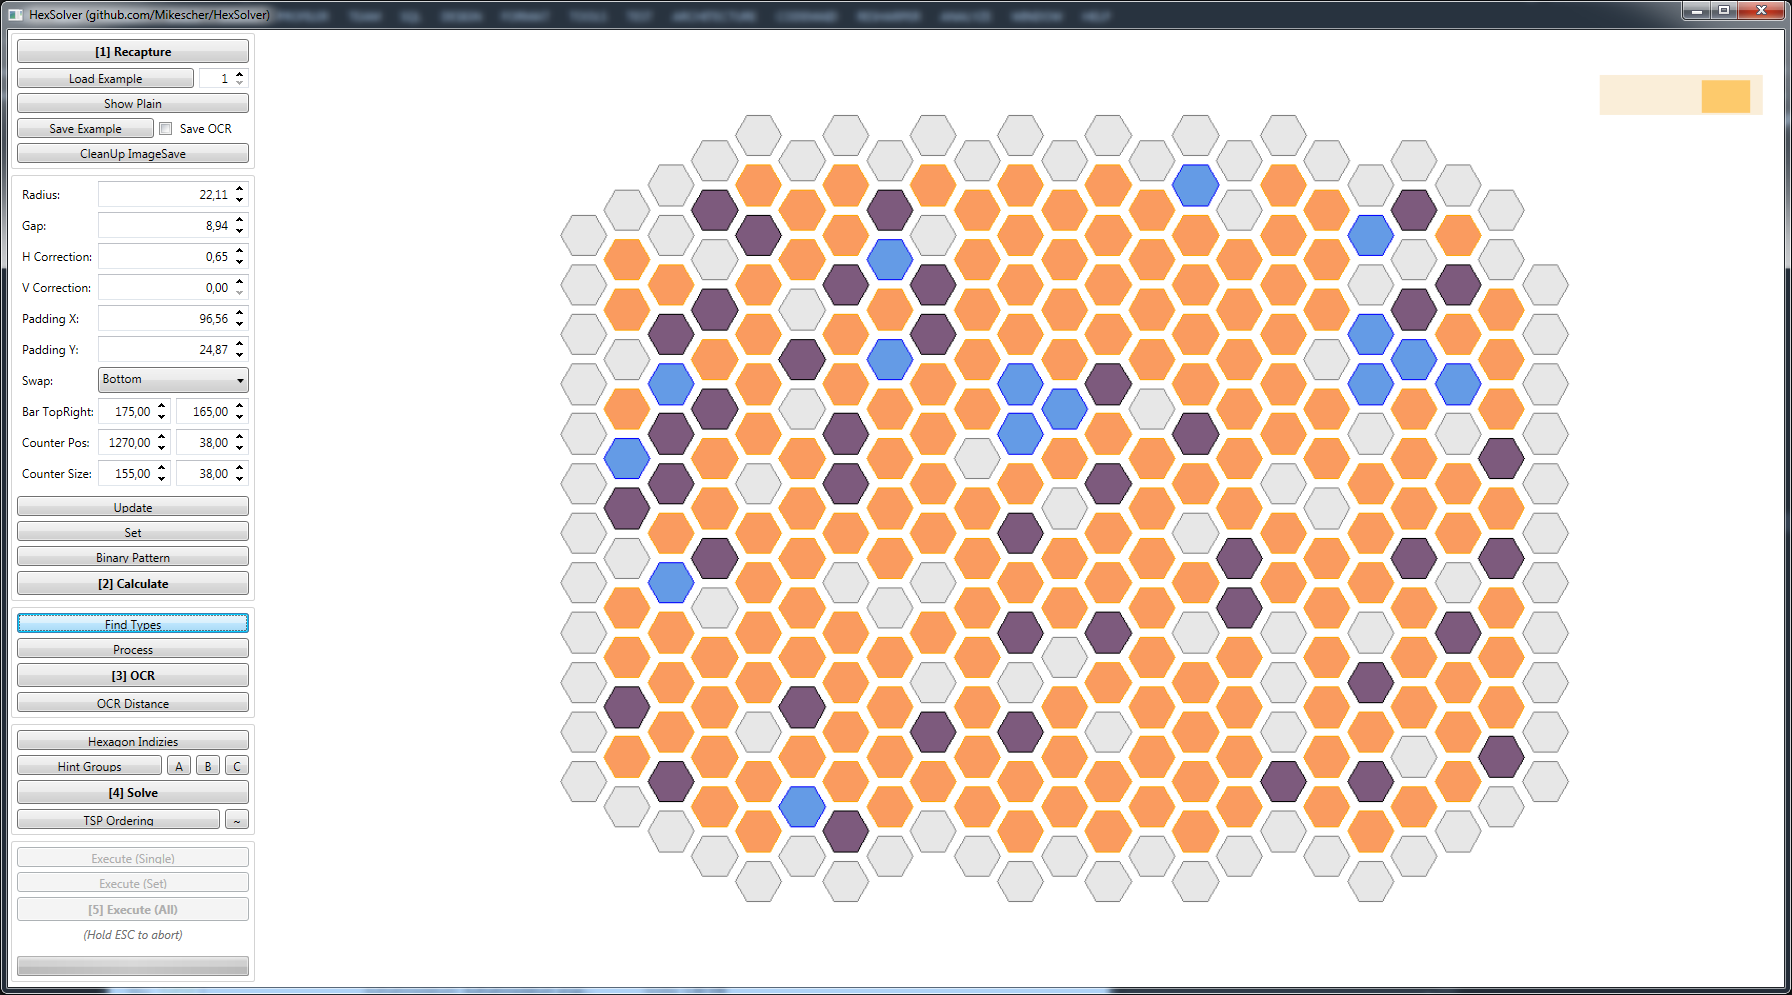 HexSolver (github.com/Mikescher/HexSolver)
[1] Recapture
Load Example 1
Show Plain
Save Example Save OCR
CleanUp ImageSave
Radius: 22,11
Gap: 8,94
H Correction: 0,65
V Correction: 0,00
Padding X: 96,56
Padding Y: 24,87
Swap: Bottom
Bar TopRight: 175,00 165,00
Counter Pos: 1270,00 38,00
Counter Size: 155,00 38,00
Update
Set
Binary Pattern
[2] Calculate
Find Types
Process
[3] OCR
OCR Distance
Hexagon Indizies
Hint Groups A B C
[4] Solve
TSP Ordering ~
Execute (Single)
Execute (Set)
[5] Execute (All)
(Hold ESC to abort)